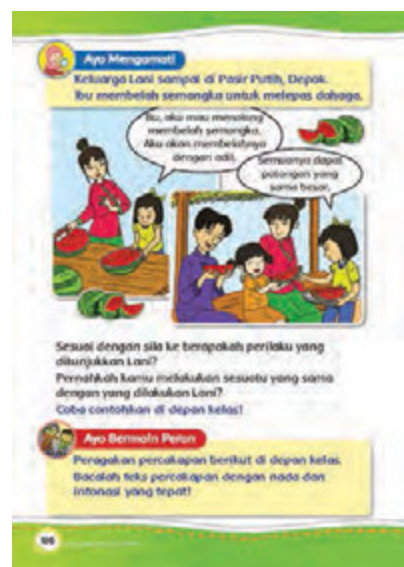 Ayo Mengamati
Keluarga Lani sampai di Pasir Putih, Depok.
Ibu membelah semangka untuk melepas dahaga.
Bu, aku mau menolong
membelah semangka.
Aku akan membelahnya
dengan adil.
Semuanya dapat
potongan yang
sama besar.
Sesuai dengan sila ke berapakah perilaku yang
ditunjukkan Lani?
Pernahkah kamu melakukan sesuatu yang sama
dengan yang dilakukan Lani?
Coba contohkan di depan kelas!
Ayo Bermain Peran
Peragakan percakapan berikut di depan kelas.
Bacalah teks percakapan dengan nada dan
intonasi yang tepat!